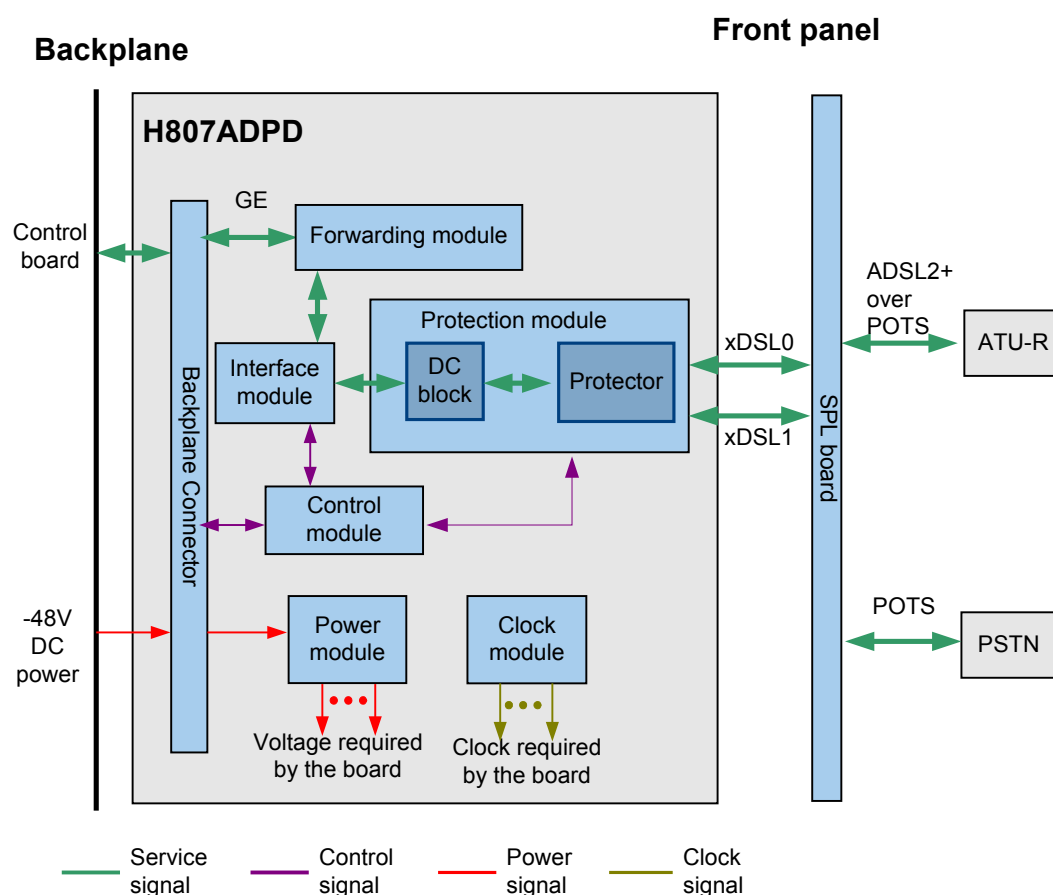 Backplane
Front panel
H807ADPD
GE
Control
board
Forwarding module
ADSL2+
over
POTS
Protection module
xDSL0
ATU-R
Interface
module
DC
block
Protector
xDSL1
Backplane Connector
SPL board
Control
module
-48V
DC
power
Power
module
Clock
module
POTS
PSTN
Voltage required
by the board
Clock required
by the board
Service
signal
Control
signal
Power
signal
Clock
signal